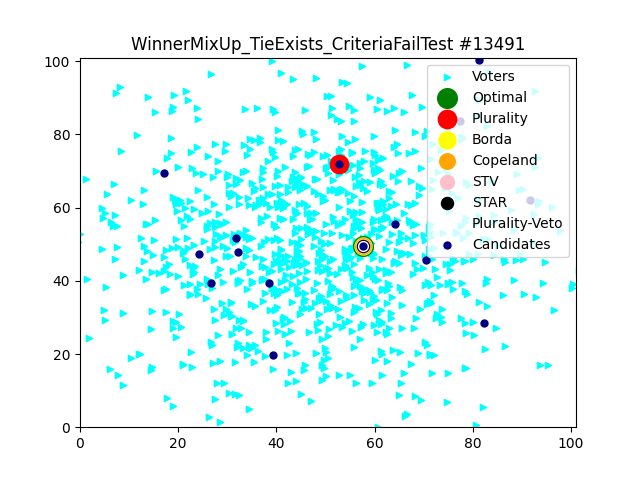 WinnerMixUp_TieExists_CriteriaFailTest #13491
100
80
60
40
20
0
0
20
40
60
80
100
Voters
Optimal
Plurality
Borda
Copeland
STV
STAR
Plurality-Veto
Candidates